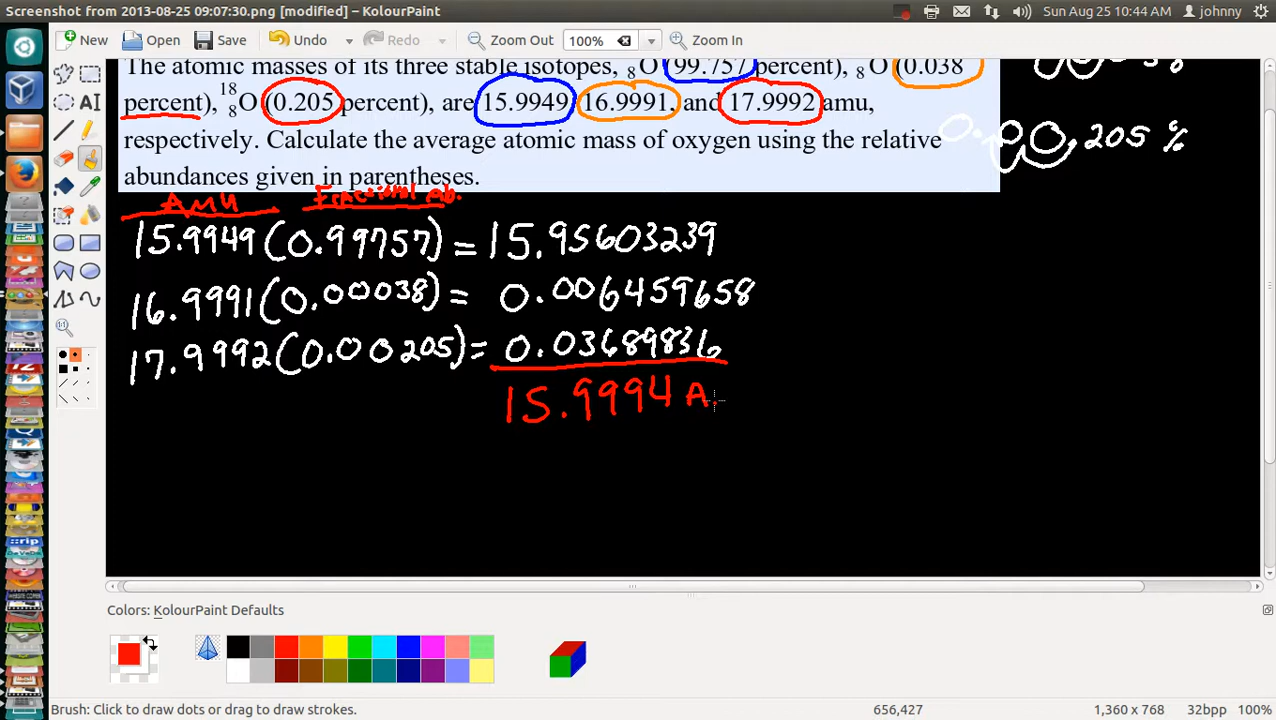 Screenshot from 2013-08-25 09:07:30.png [modified] – KolourPaint
Sun Aug 25 10:44 AM
johnny
New Open Save Undo Redo Zoom Out 100% Zoom In
The atomic masses of its three stable isotopes, 8O (99.757 percent), 8O (0.038
percent), 18 8O (0.205 percent), are 15.9949, 16.9991, and 17.9992 amu,
respectively. Calculate the average atomic mass of oxygen using the relative
abundances given in parentheses.
0.00.205 %
AMU Fractional Ab.
15.9949(0.99757) = 15.95603239
16.9991(0.00038) = 0.006459658
17.9992(0.00205) = 0.03689836
15.9994 A
Colors: KolourPaint Defaults
Brush: Click to draw dots or drag to draw strokes.
656,427
1,360 x 768
32bpp
100%